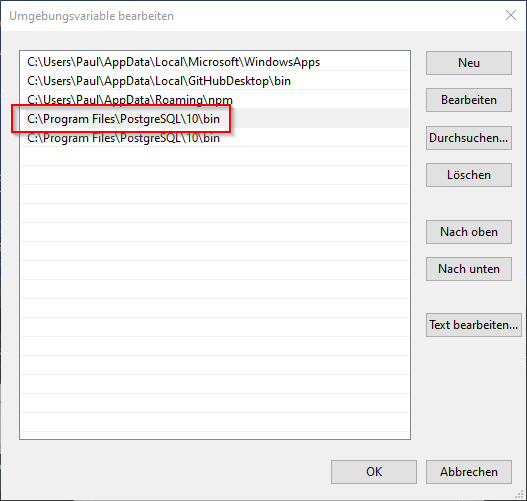 Umgebungsvariable bearbeiten
C:\Users\Paul\AppData\Local\Microsoft\WindowsApps
C:\Users\Paul\AppData\Local\GitHubDesktop\bin
C:\Users\Paul\AppData\Roaming\npm
C:\Program Files\PostgreSQL\10\bin
C:\Program Files\PostgreSQL\10\bin
Neu
Bearbeiten
Durchsuchen...
Löschen
Nach oben
Nach unten
Text bearbeiten...
OK
Abbrechen